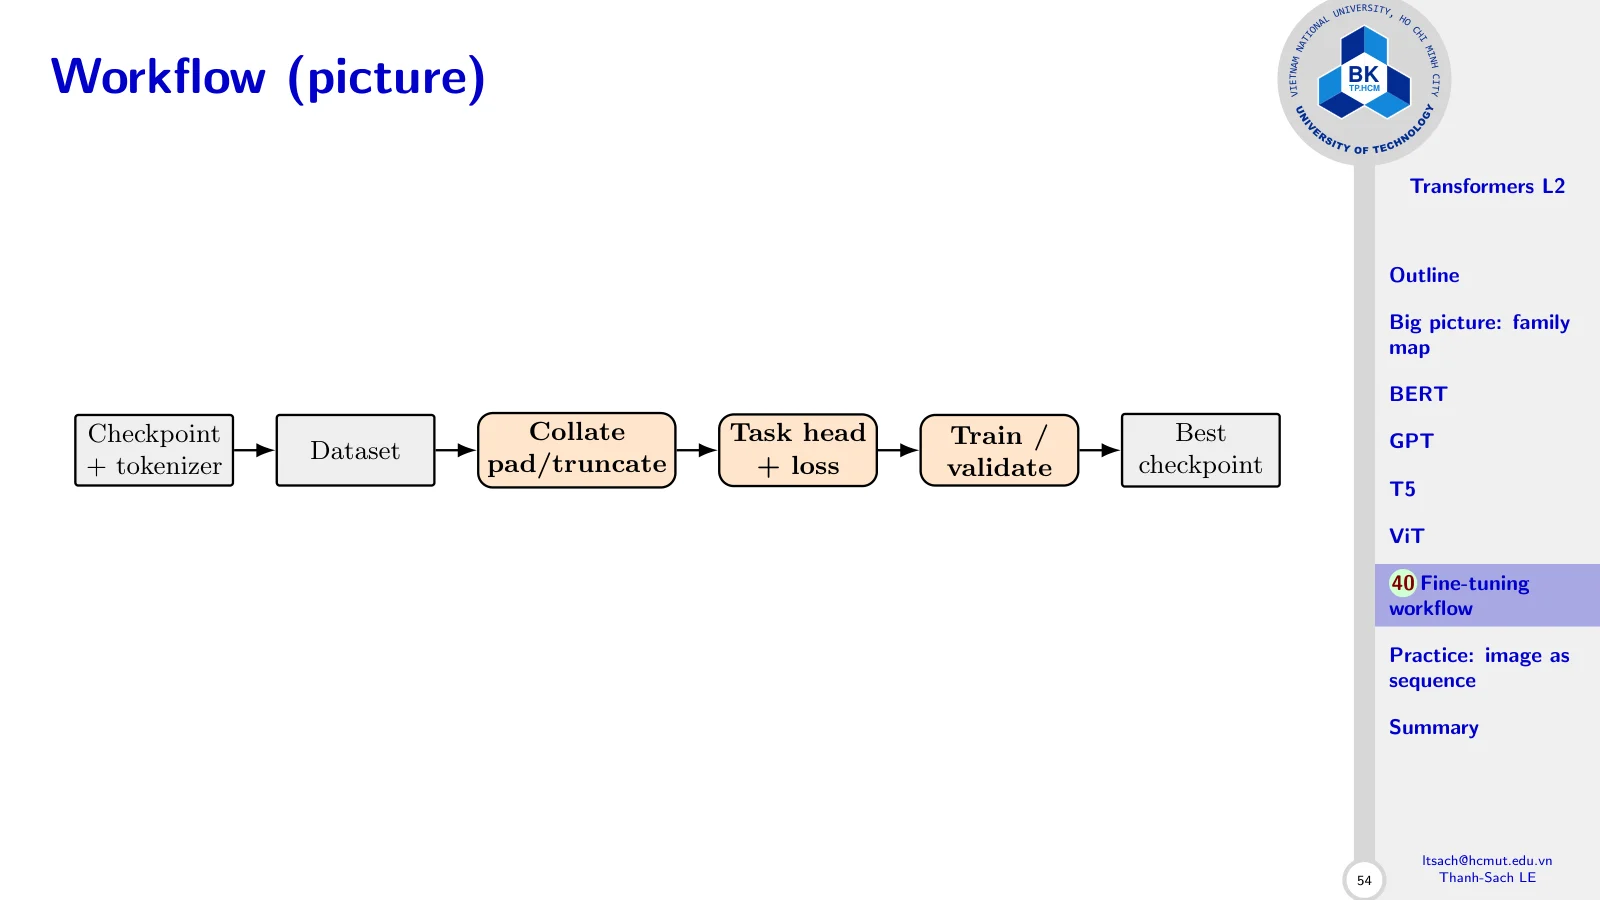 Workflow (picture)
VIETNAM NATIONAL UNIVERSITY, HO CHI MINH CITY
BK
TP.HCM
UNIVERSITY OF TECHNOLOGY
Transformers L2
Outline
Big picture: family
map
BERT
GPT
T5
ViT
40 Fine-tuning
workflow
Practice: image as
sequence
Summary
Checkpoint
+ tokenizer
Dataset
Collate
pad/truncate
Task head
+ loss
Train /
validate
Best
checkpoint
54
ltsach@hcmut.edu.vn
Thanh-Sach LE